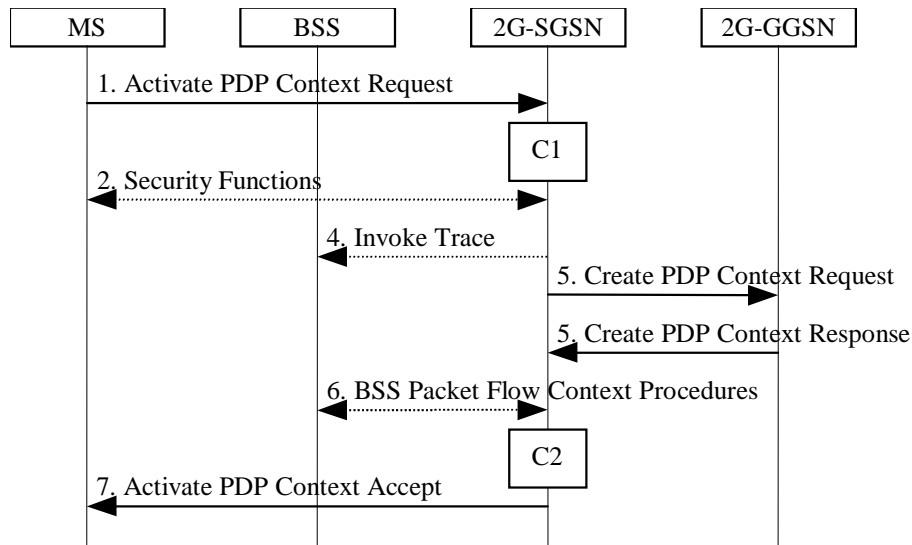 MS
BSS
2G-SGSN
2G-GGSN
1. Activate PDP Context Request
C1
2. Security Functions
4. Invoke Trace
5. Create PDP Context Request
5. Create PDP Context Response
6. BSS Packet Flow Context Procedures
C2
7. Activate PDP Context Accept